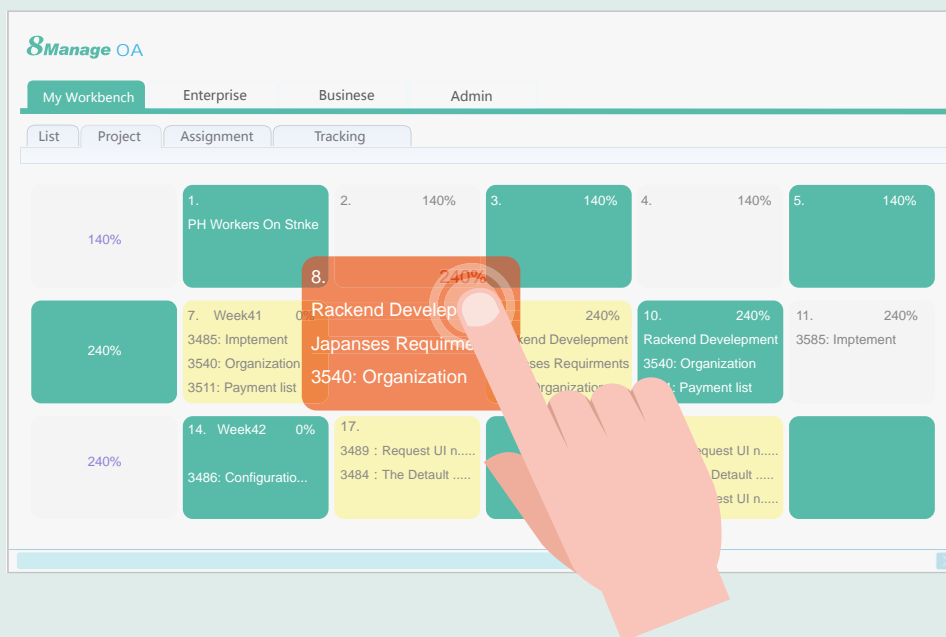 8Manage OA
My Workbench Enterprise Businese Admin
List Project Assignment Tracking
140%
1.
PH Workers On Stnke
2. 140%
3. 140%
4. 140%
5. 140%
240%
7. Week41 0%
3485: Imptement
3540: Organization
3511: Payment list
8. 240%
Rackend Develep
Japanses Requirme
3540: Organization
240%
kend Develepment
ses Requirments
Organization
10. 240%
Rackend Develepment
3540: Organization
: Payment list
11. 240%
3585: Imptement
240%
14. Week42 0%
3486: Configuratio...
17.
3489 : Request UI n.....
3484 : The Detault .....
quest UI n.....
Detault .....
est UI n.....